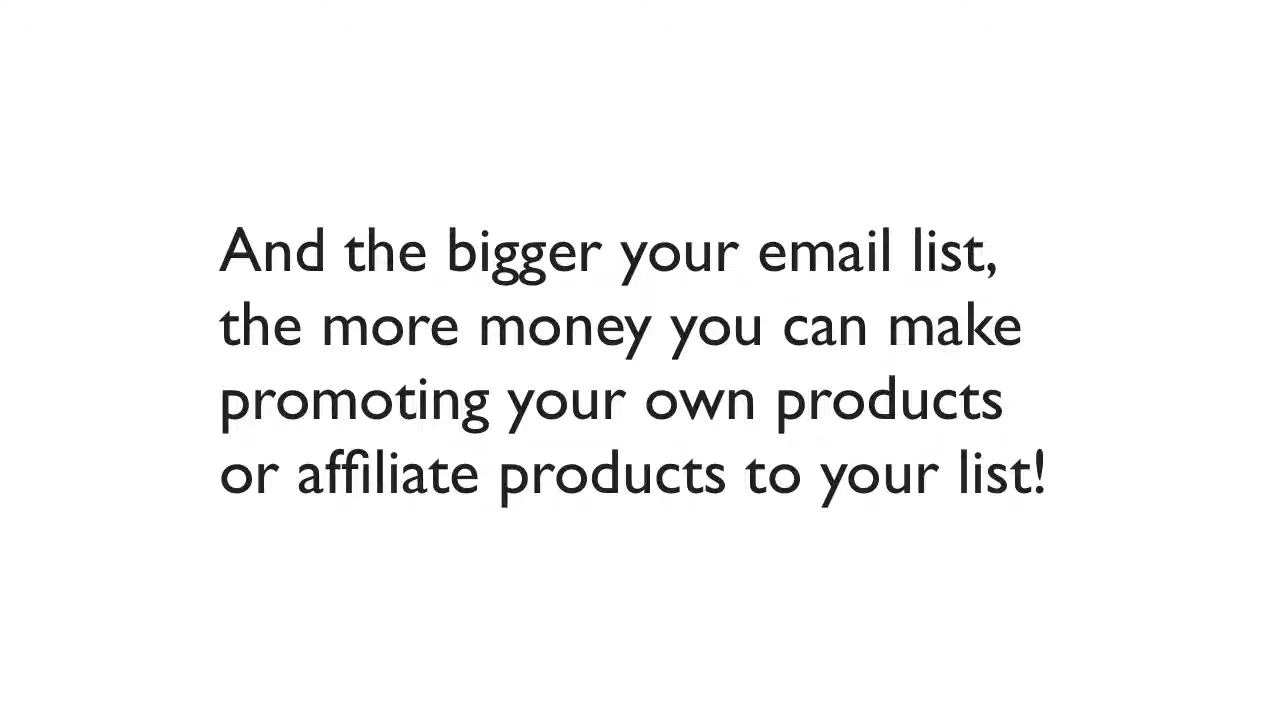 And the bigger your email list,
the more money you can make
promoting your own products
or affiliate products to your list!